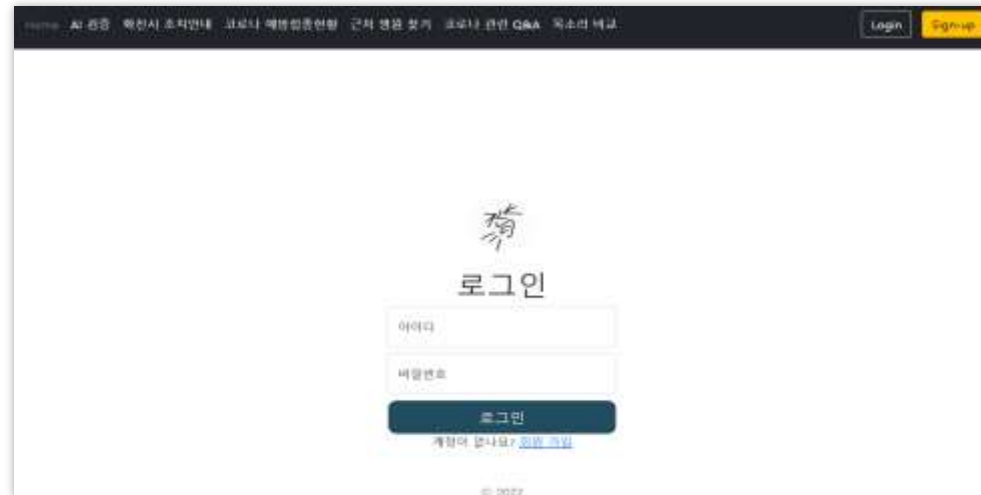 Home AI 검증 확진시 조치안내 코로나 예방접종현황 근처 병원 찾기 코로나 관련 Q&A 목소리 비교 Login Sign-up
로그인
아이디
비밀번호
로그인
계정이 없나요? 회원 가입
© 2022